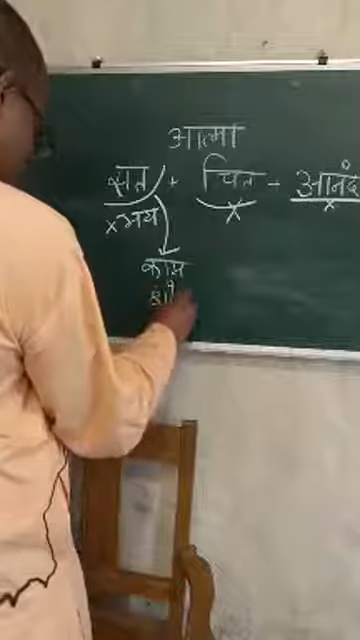 आत्मा
सत + चित - आनंद
x भय x x
काम